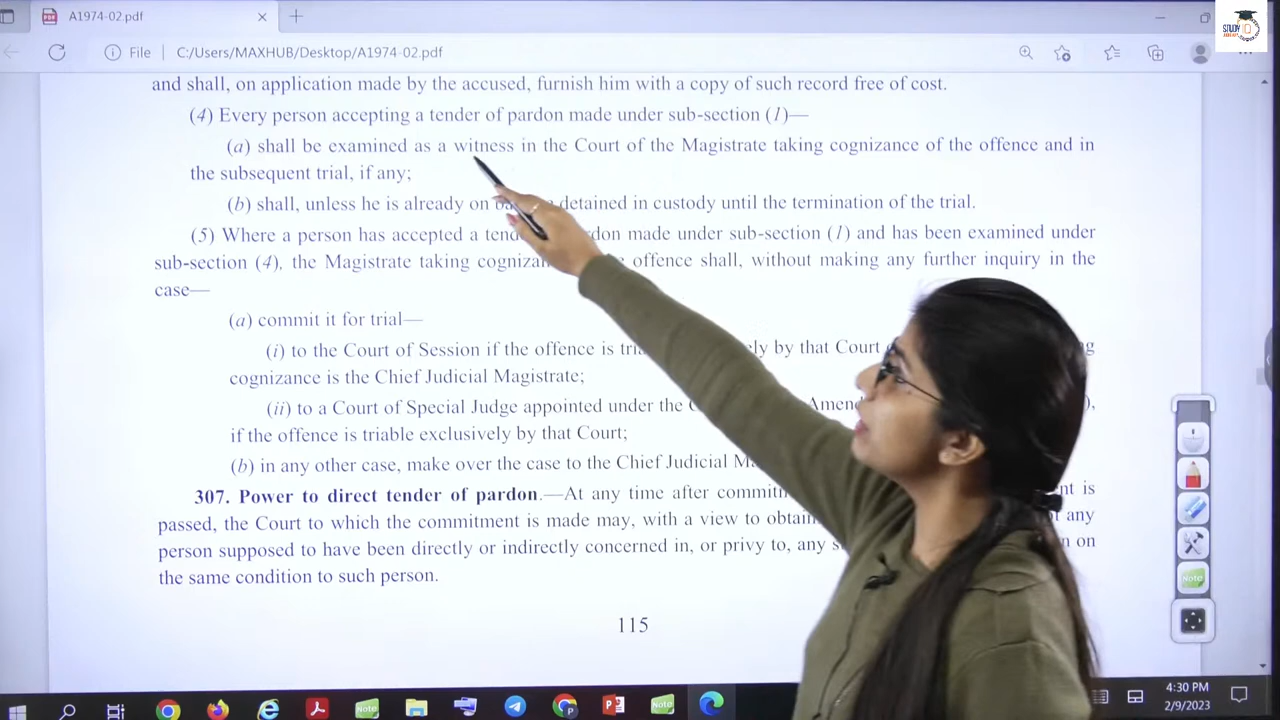 A1974-02.pdf
STUDY IQ
File C:/Users/MAXHUB/Desktop/A1974-02.pdf
and shall, on application made by the accused, furnish him with a copy of such record free of cost.
(4) Every person accepting a tender of pardon made under sub-section (1)—
(a) shall be examined as a witness in the Court of the Magistrate taking cognizance of the offence and in
the subsequent trial, if any;
(b) shall, unless he is already on detained in custody until the termination of the trial.
(5) Where a person has accepted a made under sub-section (1) and has been examined under
sub-section (4), the Magistrate taking offence shall, without making any further inquiry in the
case—
(a) commit it for trial—
(i) to the Court of Session if the offence is by that Court
cognizance is the Chief Judicial Magistrate;
(ii) to a Court of Special Judge appointed under the
if the offence is triable exclusively by that Court;
(b) in any other case, make over the case to the Chief Judicial
307. Power to direct tender of pardon.—At any time after is
passed, the Court to which the commitment is made may, with a view to any
person supposed to have been directly or indirectly concerned in, or privy to, any on
the same condition to such person.
115
Note
Note
Note
4:30 PM
2/9/2023